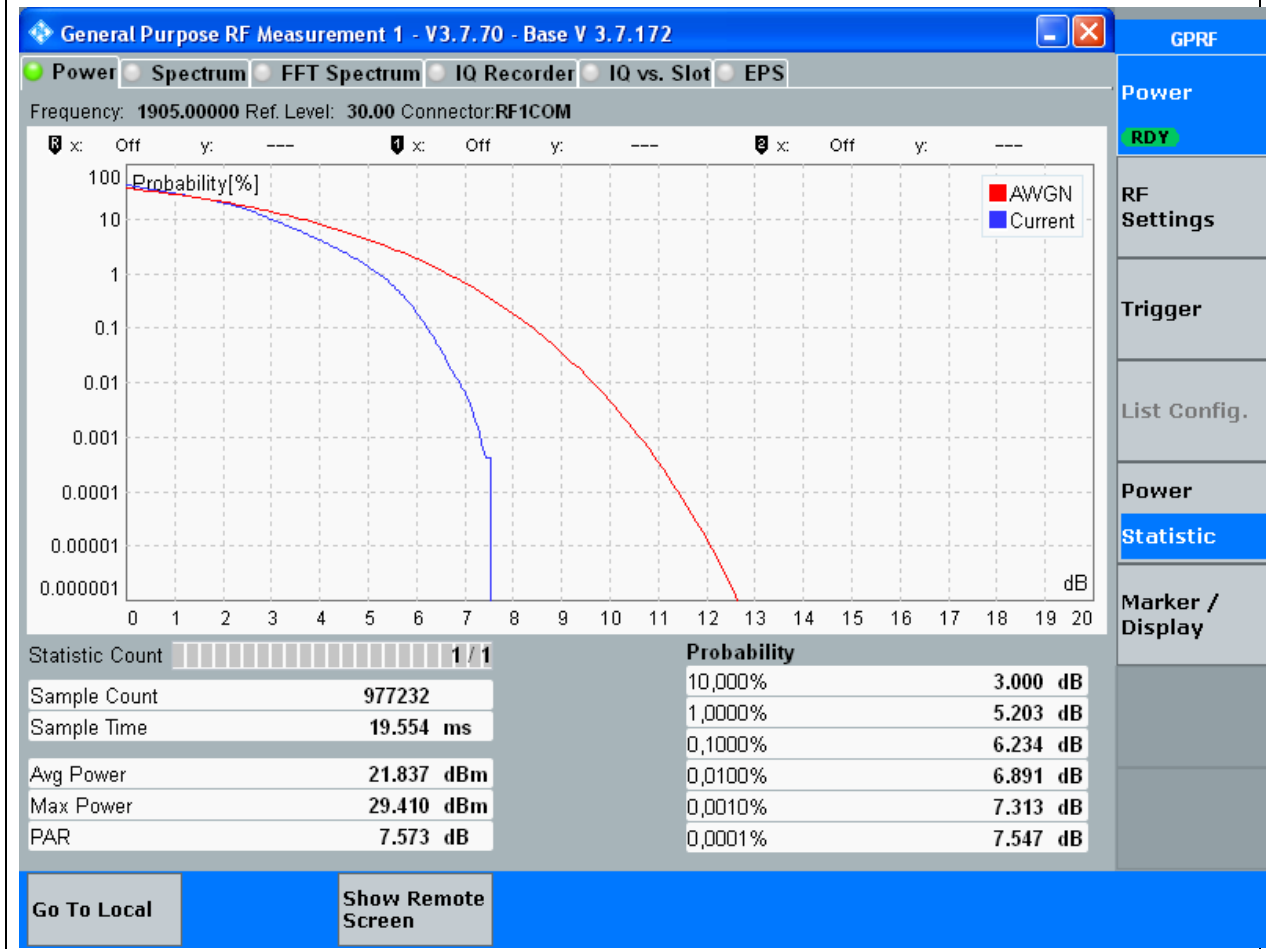 General Purpose RF Measurement 1 - V3.7.70 - Base V 3.7.172
GPRF
Power Spectrum FFT Spectrum IQ Recorder IQ vs. Slot EPS
Frequency: 1905.00000 Ref. Level: 30.00 Connector:RF1COM
R x: Off y: --- 1 x: Off y: --- 2 x: Off y: ---
Probability[%]
AWGN
Current
100
10
1
0.1
0.01
0.001
0.0001
0.00001
0.000001
dB
0 1 2 3 4 5 6 7 8 9 10 11 12 13 14 15 16 17 18 19 20
Statistic Count 1 / 1
Sample Count 977232
Sample Time 19.554 ms
Avg Power 21.837 dBm
Max Power 29.410 dBm
PAR 7.573 dB
Probability
10,000% 3.000 dB
1,0000% 5.203 dB
0,1000% 6.234 dB
0,0100% 6.891 dB
0,0010% 7.313 dB
0,0001% 7.547 dB
Power
RDY
RF
Settings
Trigger
List Config.
Power
Statistic
Marker /
Display
Go To Local
Show Remote
Screen